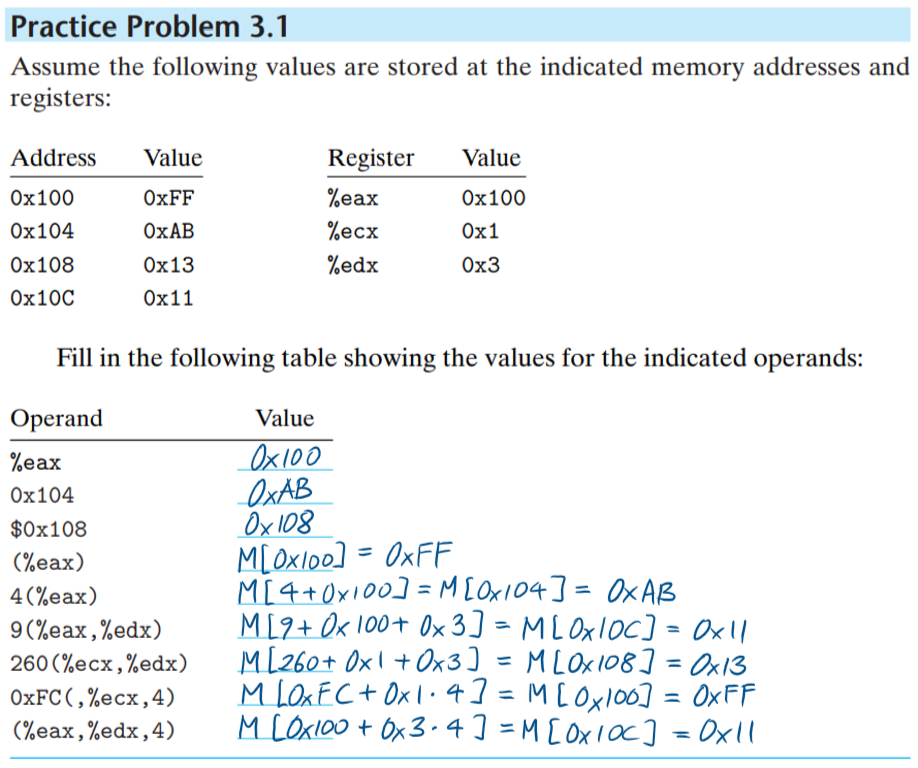 Practice Problem 3.1
Assume the following values are stored at the indicated memory addresses and
registers:
Address Value Register Value
0x100 0xFF %eax 0x100
0x104 0xAB %ecx 0x1
0x108 0x13 %edx 0x3
0x10C 0x11
Fill in the following table showing the values for the indicated operands:
Operand Value
%eax 0x100
0x104 0xAB
$0x108 0x108
(%eax) M[0x100] = 0xFF
4(%eax) M[4+0x100] = M[0x104] = 0xAB
9(%eax,%edx) M[9+ 0x100+ 0x3] = M[0x10C] = 0x11
260(%ecx,%edx) M[260+ 0x1 +0x3] = M[0x108] = 0x13
0xFC(,%ecx,4) M[0xFC+ 0x1·4] = M[0x100] = 0xFF
(%eax,%edx,4) M[0x100 + 0x3·4] = M[0x10C] = 0x11